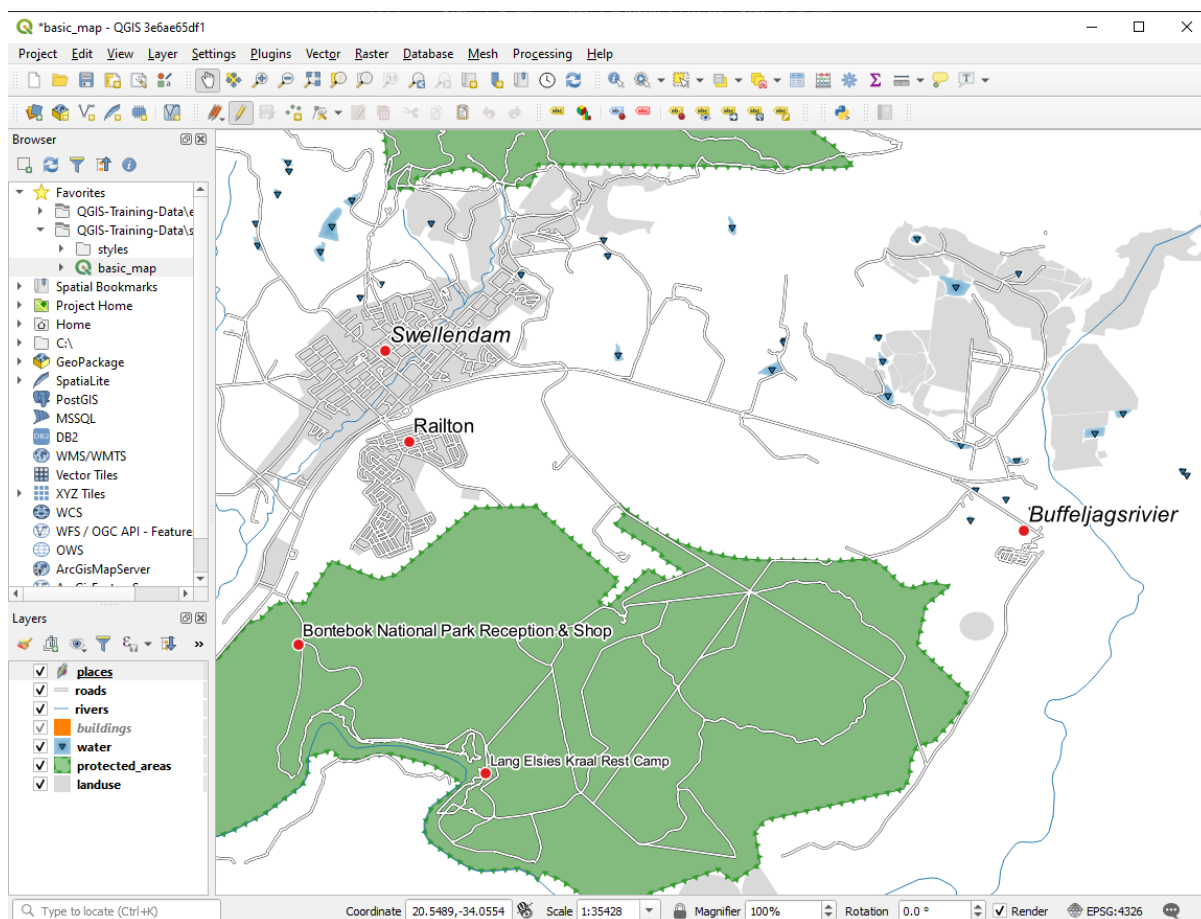 *basic_map - QGIS 3e6ae65df1
Project Edit View Layer Settings Plugins Vector Raster Database Mesh Processing Help
Browser
Favorites
QGIS-Training-Data\e
QGIS-Training-Data\s
styles
basic_map
Spatial Bookmarks
Project Home
Home
C:\
GeoPackage
SpatiaLite
PostGIS
MSSQL
DB2
WMS/WMTS
Vector Tiles
XYZ Tiles
WCS
WFS / OGC API - Feature
OWS
ArcGisMapServer
Layers
places
roads
rivers
buildings
water
protected_areas
landuse
Swellendam
Railton
Buffeljagsrivier
Bontebok National Park Reception & Shop
Lang Elsies Kraal Rest Camp
Type to locate (Ctrl+K) Coordinate 20.5489,-34.0554 Scale 1:35428 Magnifier 100% Rotation 0.0 ° Render EPSG:4326